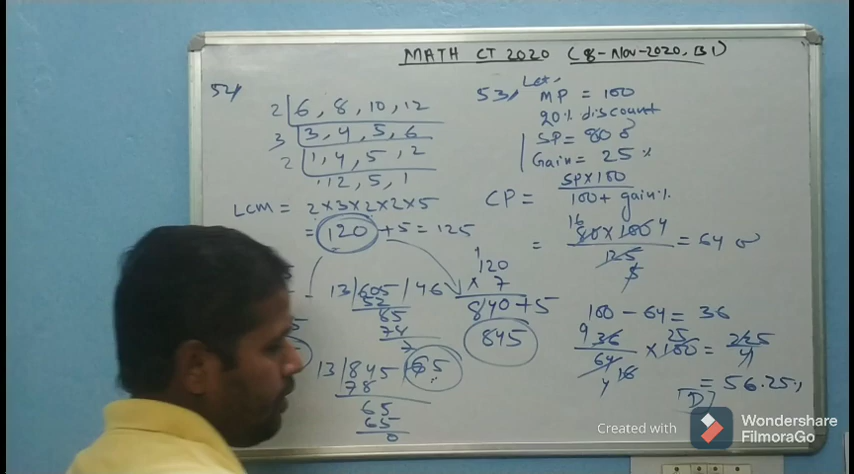 MATH CT 2020 (8-Nov-2020, B1)
54
2 | 6, 8, 10, 12
3 | 3, 4, 5, 6
2 | 1, 4, 5, 2
1, 2, 5, 1
LCM = 2×3×2×2×5
= 120 + 5 = 125
120
× 7
840+5
845
13 | 605 | 46
52
85
74
7
13 | 845 | 65
78
65
65
0
53, Let,
MP = 100
20% discount
SP = 80
Gain = 25%
CP = SP×100
100+ gain%
= 80×100 = 64
125
100 - 64 = 36
36 × 100 = 225
64 4
= 56.25%
[D]
Created with
Wondershare
FilmoraGo